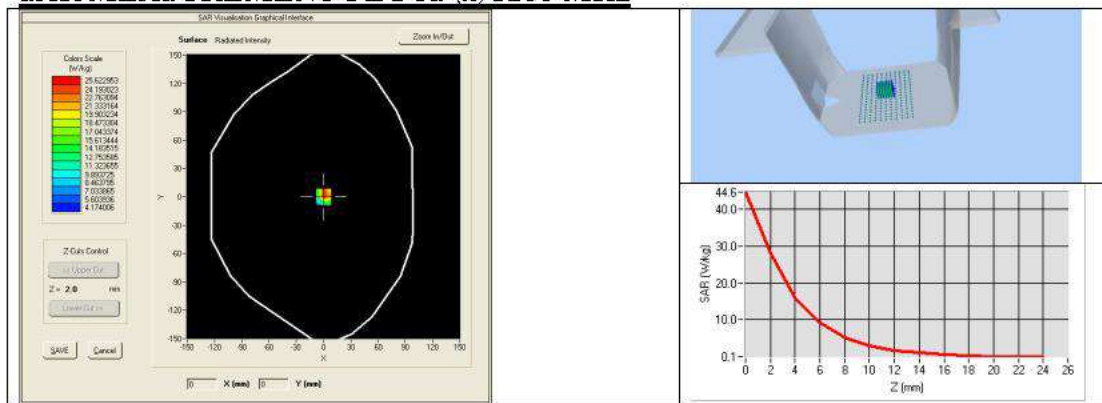 SAR Visualisation Graphical Interface
Surface Radiated Intensity
Zoom In/Out
Colors Scale
(W/kg)
25.622953
24.193023
22.763094
21.333164
19.903234
18.473304
17.043374
15.613444
14.183515
12.753585
11.323655
9.893725
8.463795
7.033865
5.603936
4.174006
Z Cuts Control
<< Upper Cut
Z = 2.0 mm
Lower Cut >>
SAVE Cancel
150
120
90
60
30
0
-30
-60
-90
-120
-150
Y
-150 -120 -90 -60 -30 0 30 60 90 120 150
X
0 X (mm) 0 Y (mm)
44.6
40.0
30.0
20.0
10.0
0.1
SAR (W/kg)
0 2 4 6 8 10 12 14 16 18 20 22 24 26
Z (mm)